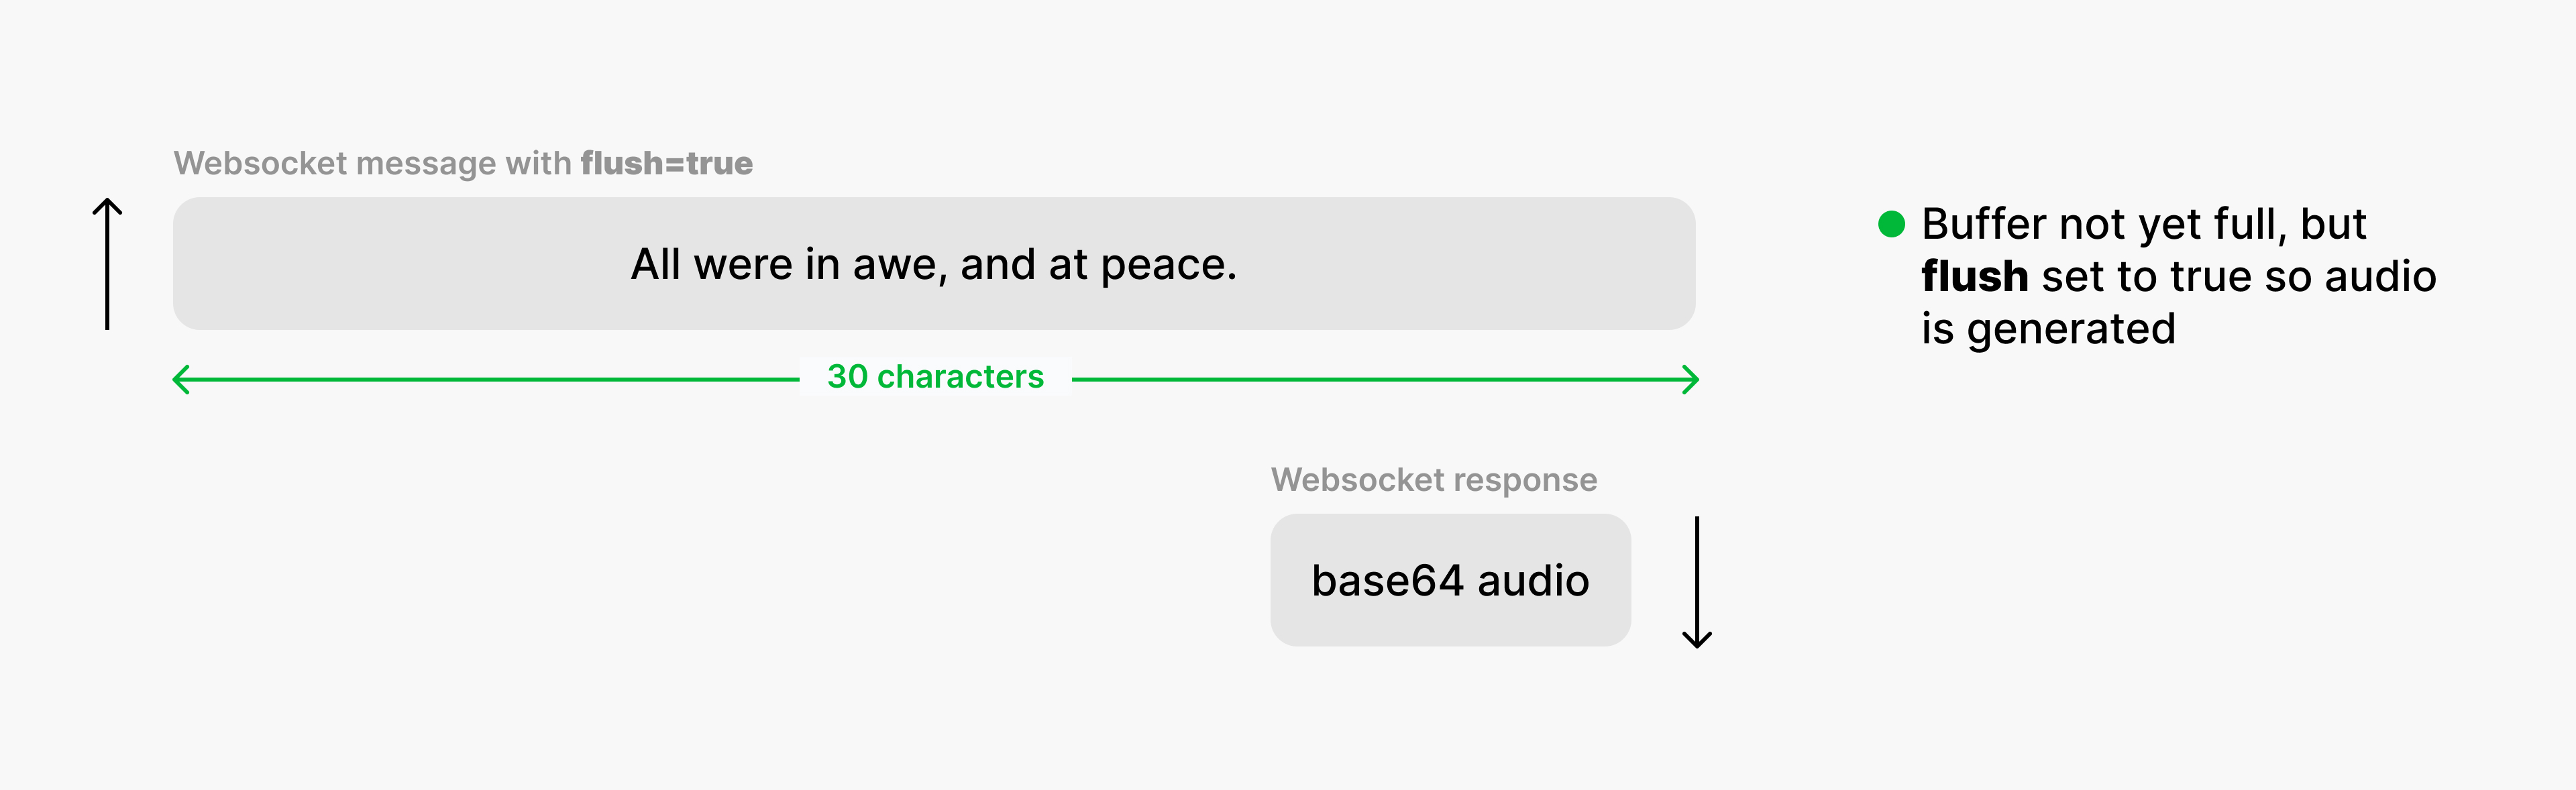 Websocket message with flush=true
All were in awe, and at peace.
Buffer not yet full, but
flush set to true so audio
is generated
30 characters
Websocket response
base64 audio